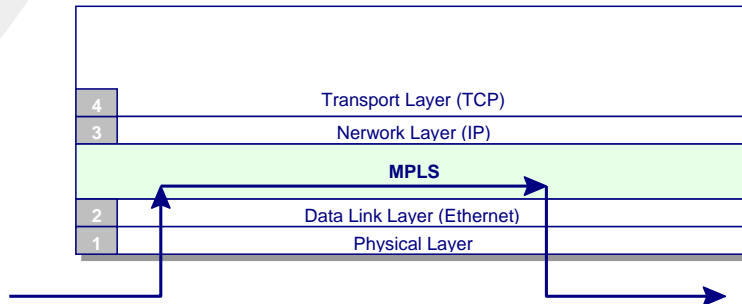 4 Transport Layer (TCP)
3 Nerwork Layer (IP)
MPLS
2 Data Link Layer (Ethernet)
1 Physical Layer